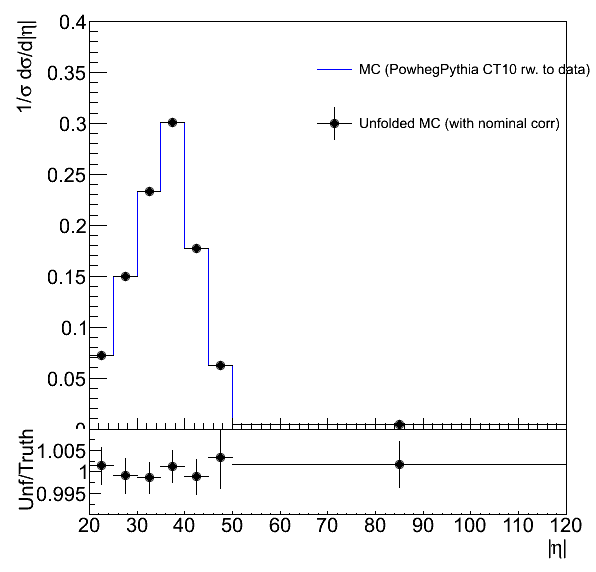 1/σ dσ/d|η|
0.4
0.35
0.3
0.25
0.2
0.15
0.1
0.05
0
MC (PowhegPythia CT10 rw. to data)
Unfolded MC (with nominal corr)
Unf/Truth
1.005
1
0.995
20 30 40 50 60 70 80 90 100 110 120
|η|